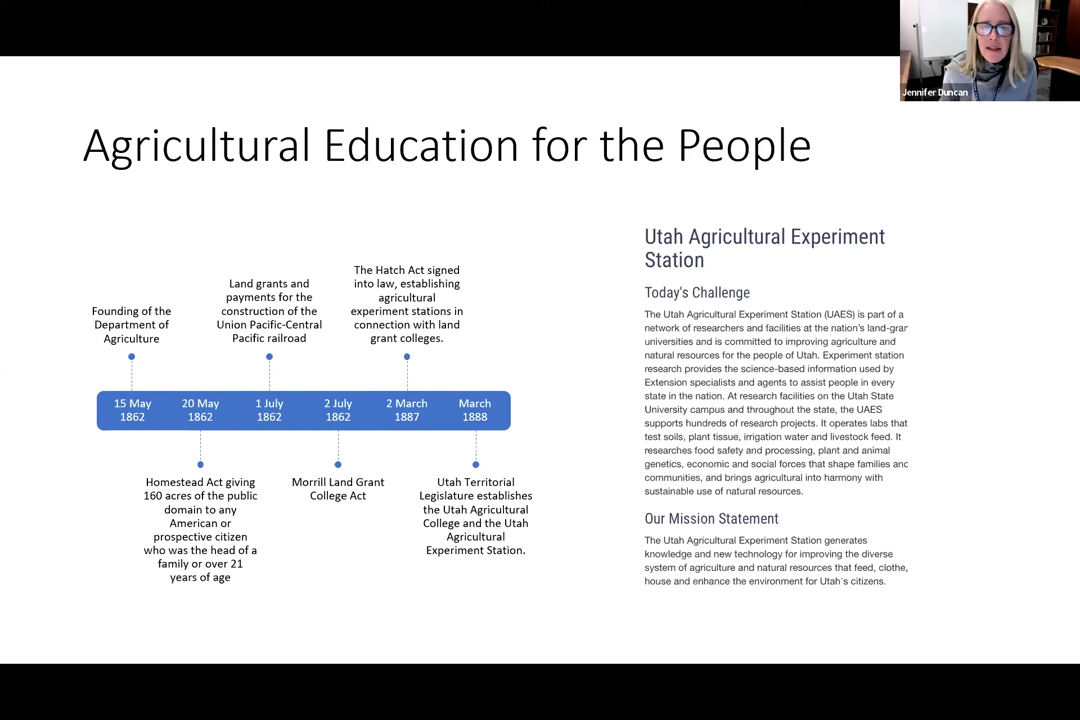 Jennifer Duncan
Agricultural Education for the People
Founding of the
Department of
Agriculture
Land grants and
payments for the
construction of the
Union Pacific-Central
Pacific railroad
The Hatch Act signed
into law, establishing
agricultural
experiment stations in
connection with land
grant colleges.
15 May
1862
20 May
1862
1 July
1862
2 July
1862
2 March
1887
March
1888
Homestead Act giving
160 acres of the public
domain to any
American or
prospective citizen
who was the head of a
family or over 21
years of age
Morrill Land Grant
College Act
Utah Territorial
Legislature establishes
the Utah Agricultural
College and the Utah
Agricultural
Experiment Station.
Utah Agricultural Experiment
Station
Today's Challenge
The Utah Agricultural Experiment Station (UAES) is part of a
network of researchers and facilities at the nation's land-gran
universities and is committed to improving agriculture and
natural resources for the people of Utah. Experiment station
research provides the science-based information used by
Extension specialists and agents to assist people in every
state in the nation. At research facilities on the Utah State
University campus and throughout the state, the UAES
supports hundreds of research projects. It operates labs that
test soils, plant tissue, irrigation water and livestock feed. It
researches food safety and processing, plant and animal
genetics, economic and social forces that shape families and
communities, and brings agricultural into harmony with
sustainable use of natural resources.
Our Mission Statement
The Utah Agricultural Experiment Station generates
knowledge and new technology for improving the diverse
system of agriculture and natural resources that feed, clothe,
house and enhance the environment for Utah's citizens.